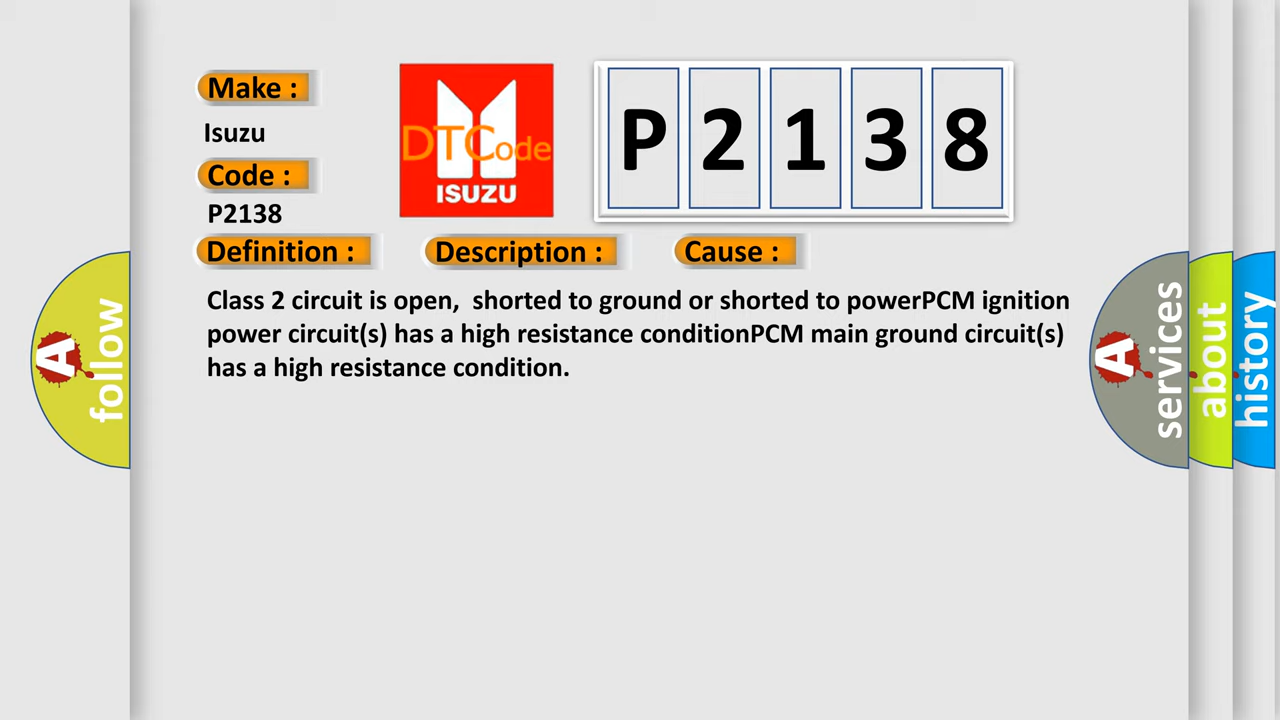 Make :
Isuzu
Code :
P2138
Definition :
Description :
Cause :
Class 2 circuit is open,  shorted to ground or shorted to powerPCM ignition
power circuit(s) has a high resistance conditionPCM main ground circuit(s)
has a high resistance condition.
DTCode
ISUZU
P 2 1 3 8
A follow
A services
about
history